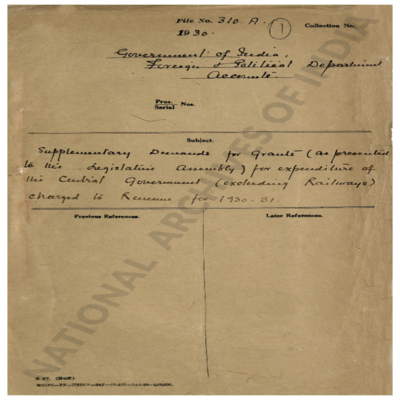 File No. 310 A. Collection No.
1
1930.
Government of India,
Foreign & Political Department
Accounts
Pros.
Serial Nos.
Subject.
Supplementary Demands for Grants (as presented
to the Legislative Assembly) for expenditure of
the Central Government (excluding Railways)
charged to Revenue for 1930-31.
Previous References.
Later References.
NATIONAL ARCHIVES OF INDIA